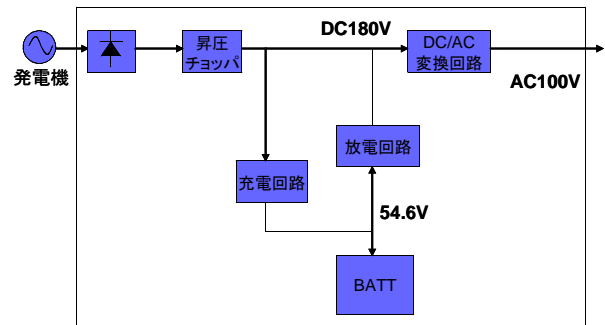 DC180V
昇圧
チョッパ
DC/AC
変換回路
発電機
AC100V
放電回路
充電回路
54.6V
BATT